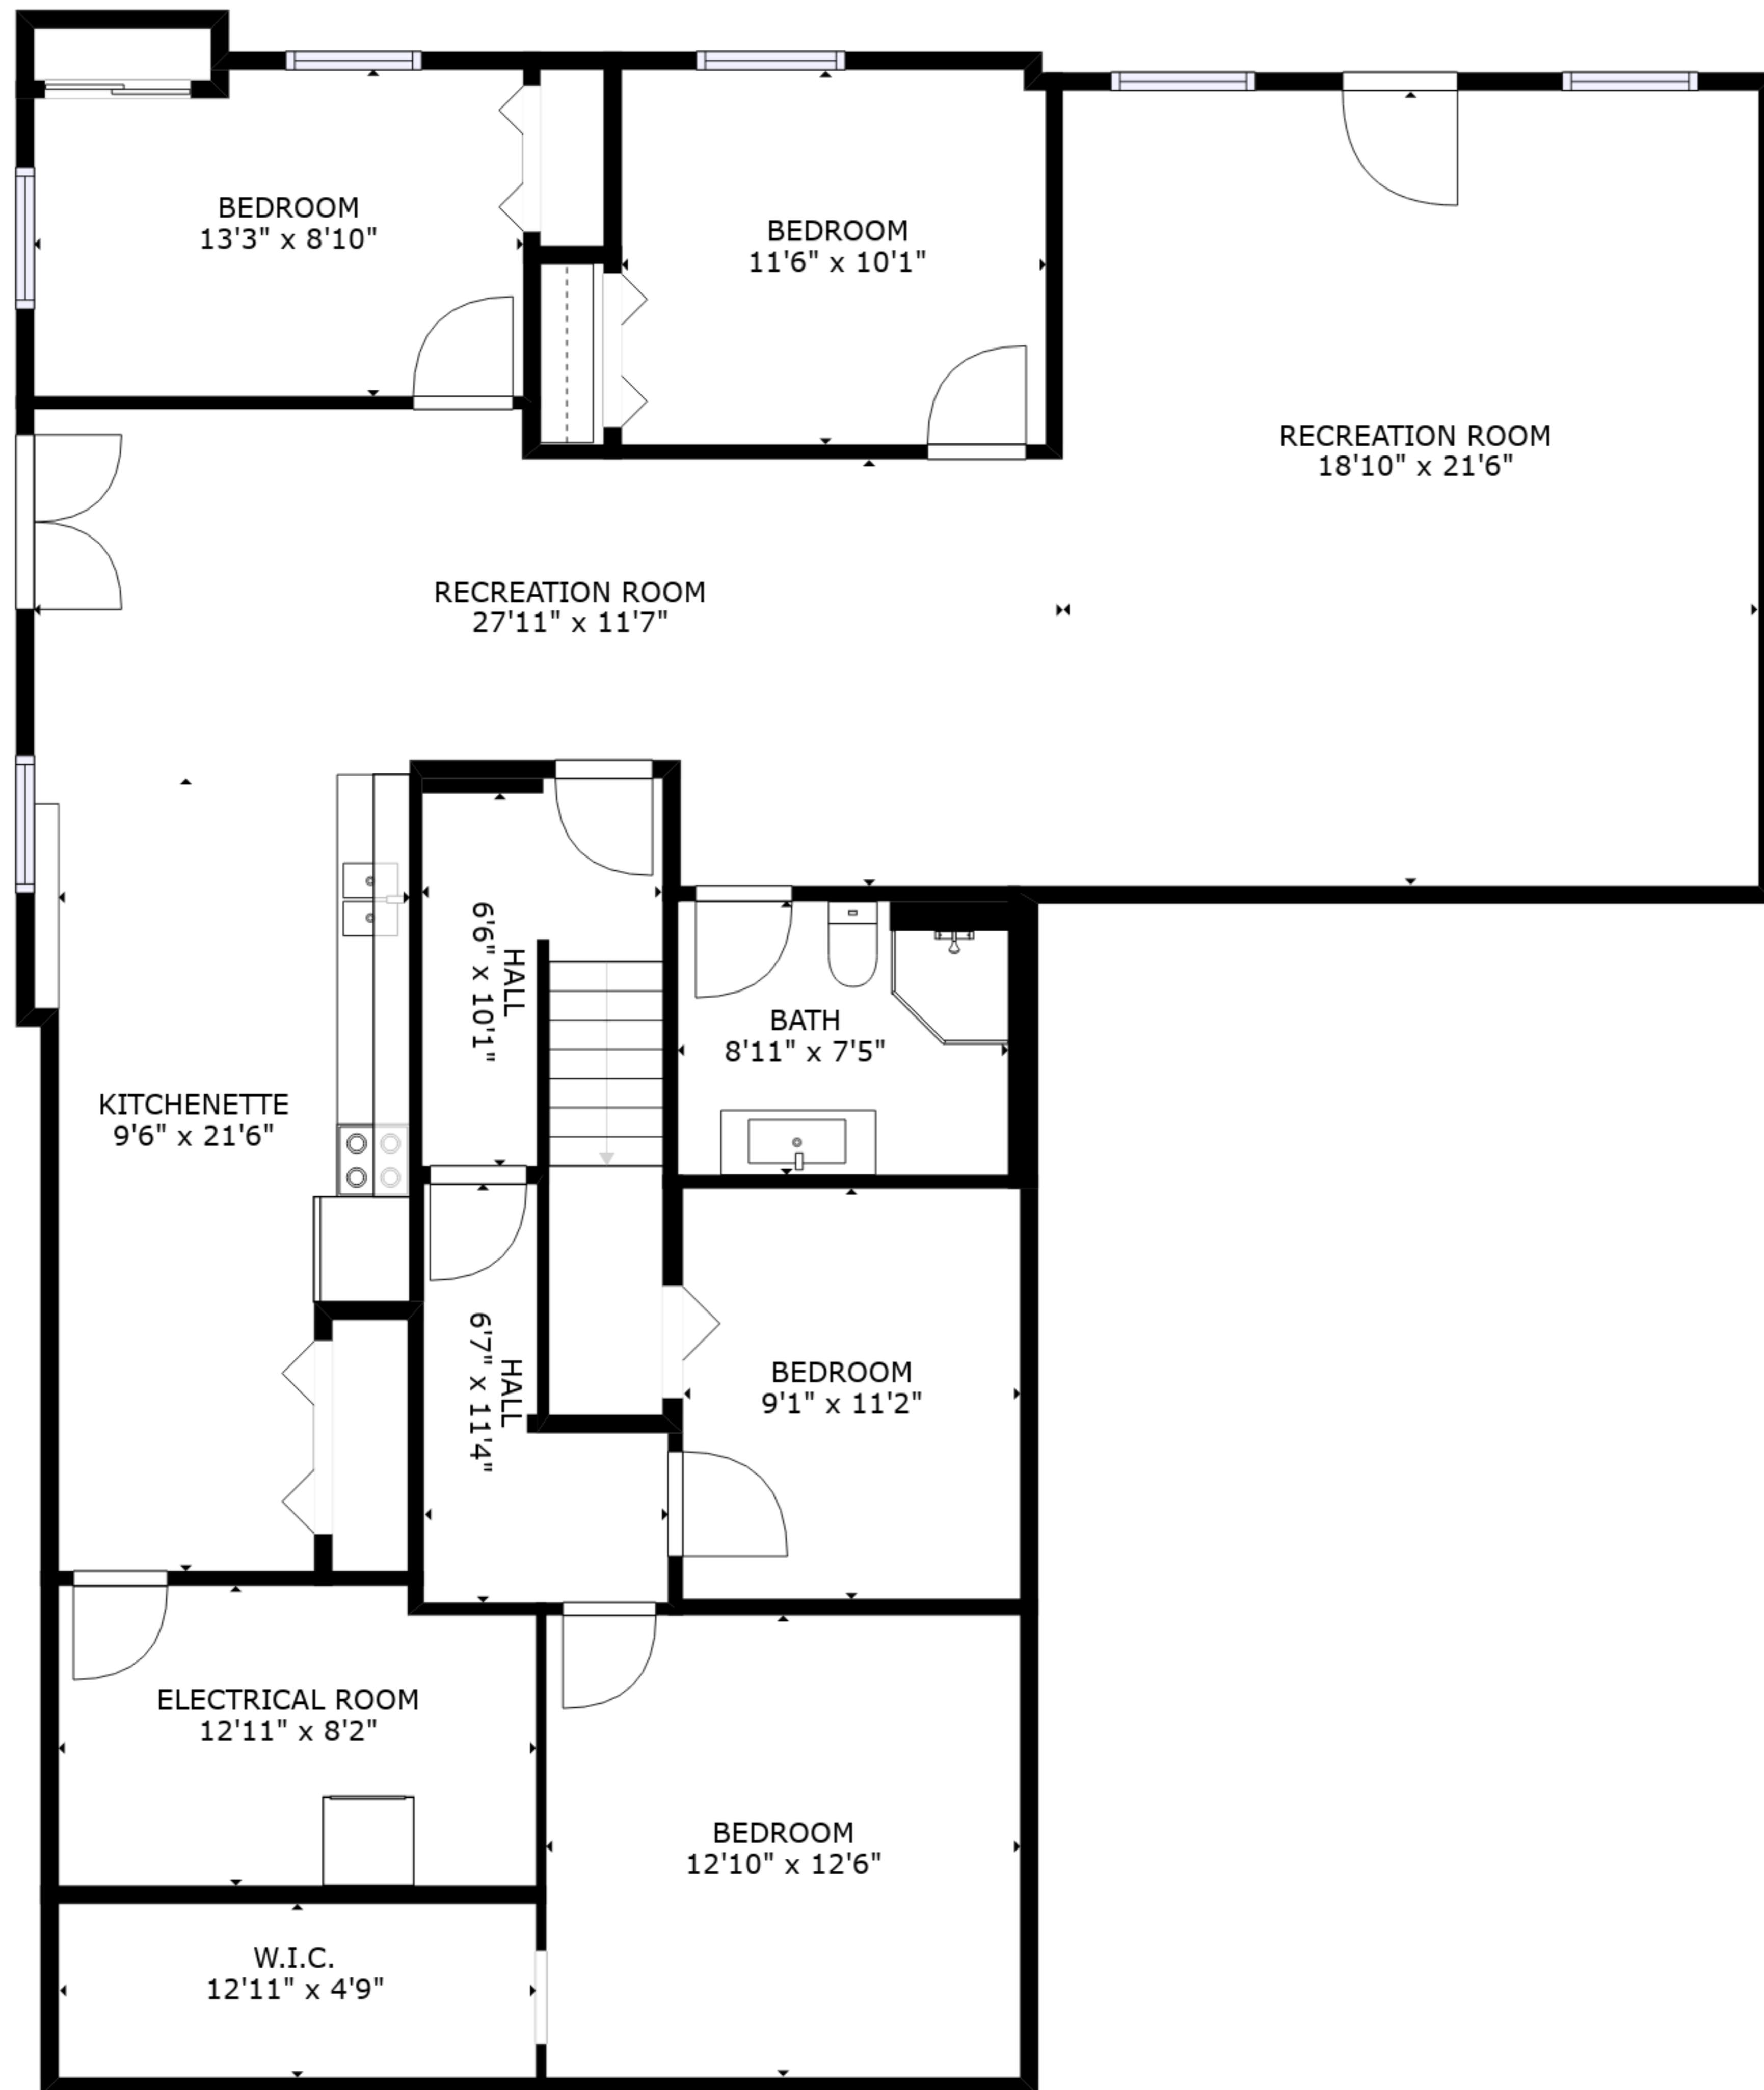 BEDROOM
13'3" x 8'10"
BEDROOM
11'6" x 10'1"
RECREATION ROOM
18'10" x 21'6"
RECREATION ROOM
27'11" x 11'7"
HALL
6'6" x 10'1"
BATH
8'11" x 7'5"
KITCHENETTE
9'6" x 21'6"
HALL
6'7" x 11'4"
BEDROOM
9'1" x 11'2"
ELECTRICAL ROOM
12'11" x 8'2"
BEDROOM
12'10" x 12'6"
W.I.C.
12'11" x 4'9"